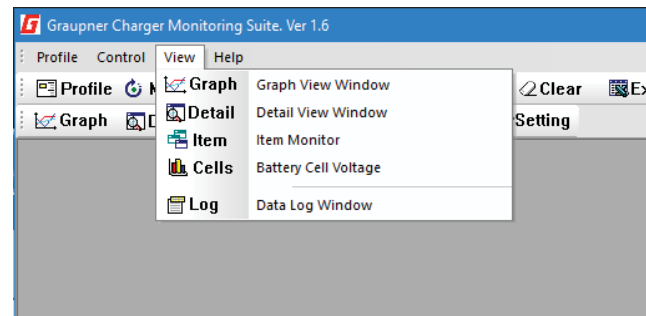 Graupner Charger Monitoring Suite. Ver 1.6
Profile Control View Help
Profile Clear
Graph Setting
Graph Graph View Window
Detail Detail View Window
Item Item Monitor
Cells Battery Cell Voltage
Log Data Log Window